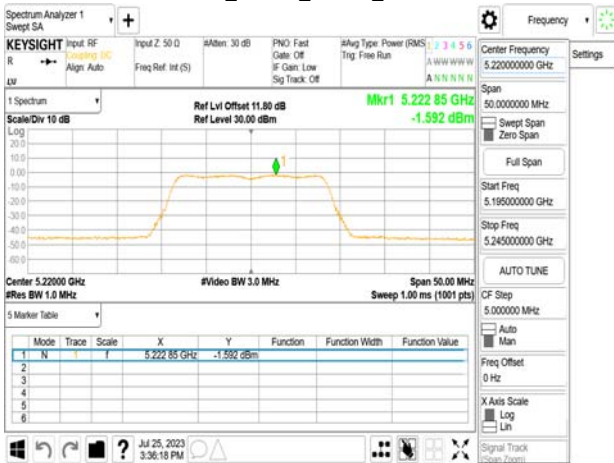 Spectrum Analyzer 1
Swept SA
Frequency
KEYSIGHT
R
Input: RF
Coupling: DC
Align: Auto
Input Z: 50 Ω
Freq Ref: Int (S)
#Atten: 30 dB
PNO: Fast
Gate: Off
IF Gain: Low
Sig Track: Off
#Avg Type: Power (RMS
Trig: Free Run
1 2 3 4 5 6
A WWWWW
A N N N N N
1 Spectrum
Scale/Div 10 dB
Ref Lvl Offset 11.80 dB
Ref Level 30.00 dBm
Mkr1 5.222 85 GHz
-1.592 dBm
Log
20.0
10.0
0.00
-10.0
-20.0
-30.0
-40.0
-50.0
-60.0
1
Center 5.22000 GHz
#Res BW 1.0 MHz
#Video BW 3.0 MHz
Span 50.00 MHz
Sweep 1.00 ms (1001 pts)
5 Marker Table
Mode Trace Scale X Y Function Function Width Function Value
1 N 1 f 5.222 85 GHz -1.592 dBm
2
3
4
5
6
Jul 25, 2023
3:36:18 PM
Center Frequency
5.220000000 GHz
Settings
Span
50.0000000 MHz
Swept Span
Zero Span
Full Span
Start Freq
5.195000000 GHz
Stop Freq
5.245000000 GHz
AUTO TUNE
CF Step
5.000000 MHz
Auto
Man
Freq Offset
0 Hz
X Axis Scale
Log
Lin
Signal Track
(Span Zoom)